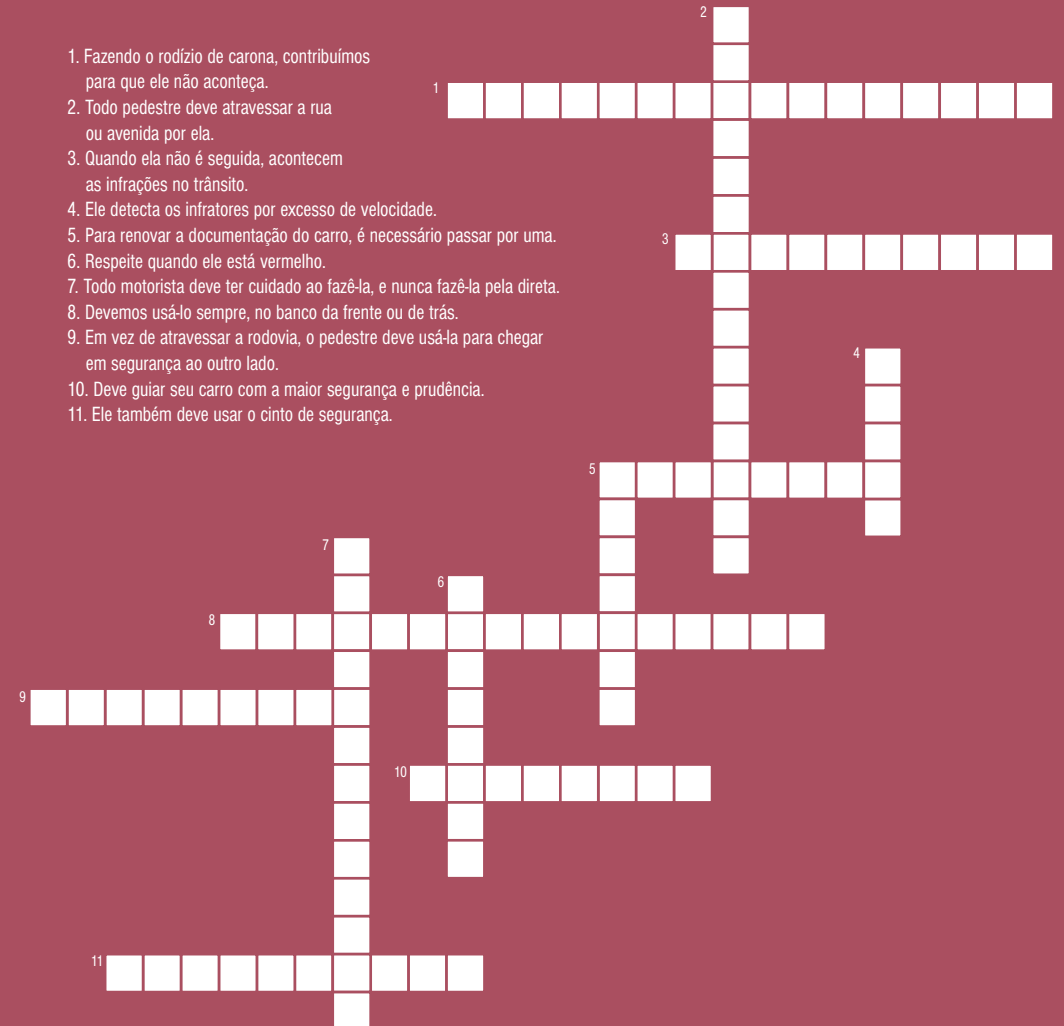 1. Fazendo o rodízio de carona, contribuímos
para que ele não aconteça.
2. Todo pedestre deve atravessar a rua
ou avenida por ela.
3. Quando ela não é seguida, acontecem
as infrações no trânsito.
4. Ele detecta os infratores por excesso de velocidade.
5. Para renovar a documentação do carro, é necessário passar por uma.
6. Respeite quando ele está vermelho.
7. Todo motorista deve ter cuidado ao fazê-la, e nunca fazê-la pela direta.
8. Devemos usá-lo sempre, no banco da frente ou de trás.
9. Em vez de atravessar a rodovia, o pedestre deve usá-la para chegar
em segurança ao outro lado.
10. Deve guiar seu carro com a maior segurança e prudência.
11. Ele também deve usar o cinto de segurança.
2
1
3
4
5
7
6
8
9
10
11